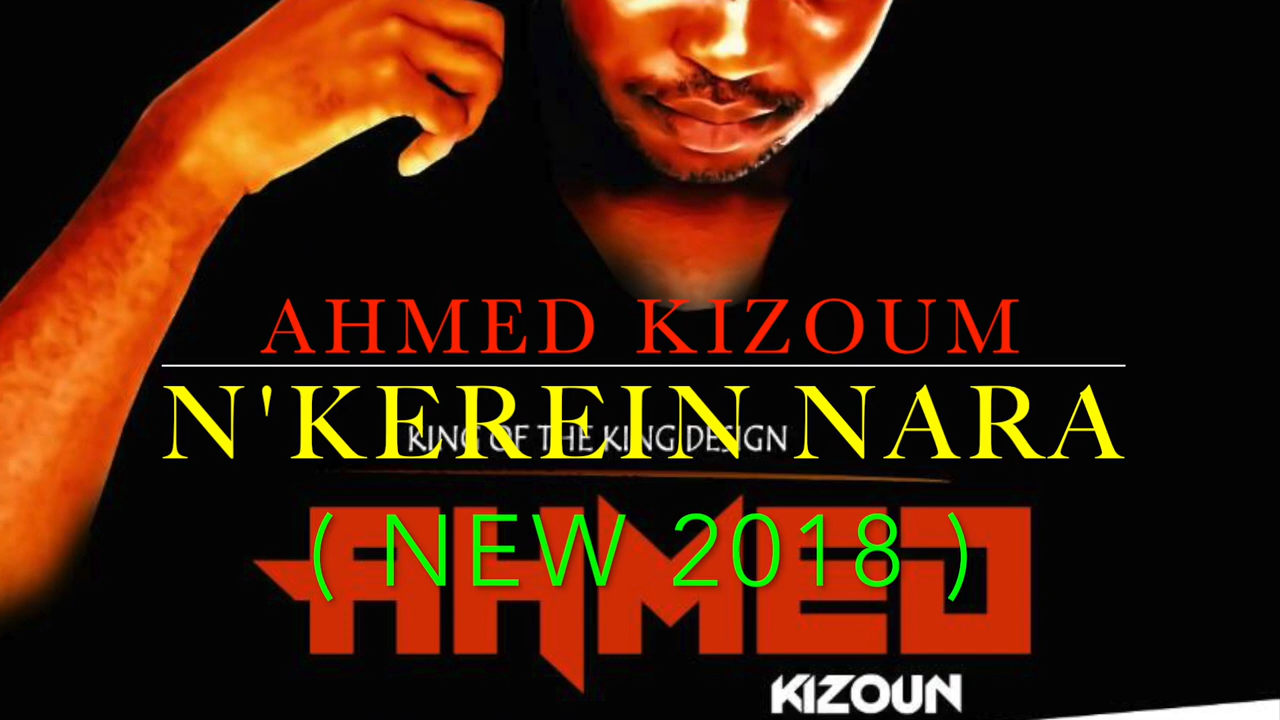 AHMED KIZOUM
N'KEREIN NARA
KING OF THE KING DESIGN
( NEW 2018 )
AHMED
KIZOUN